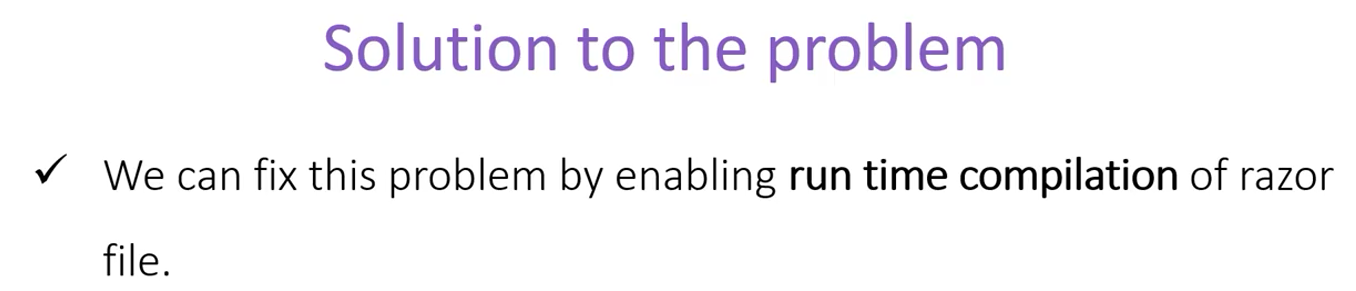 Solution to the problem
✓ We can fix this problem by enabling run time compilation of razor
file.